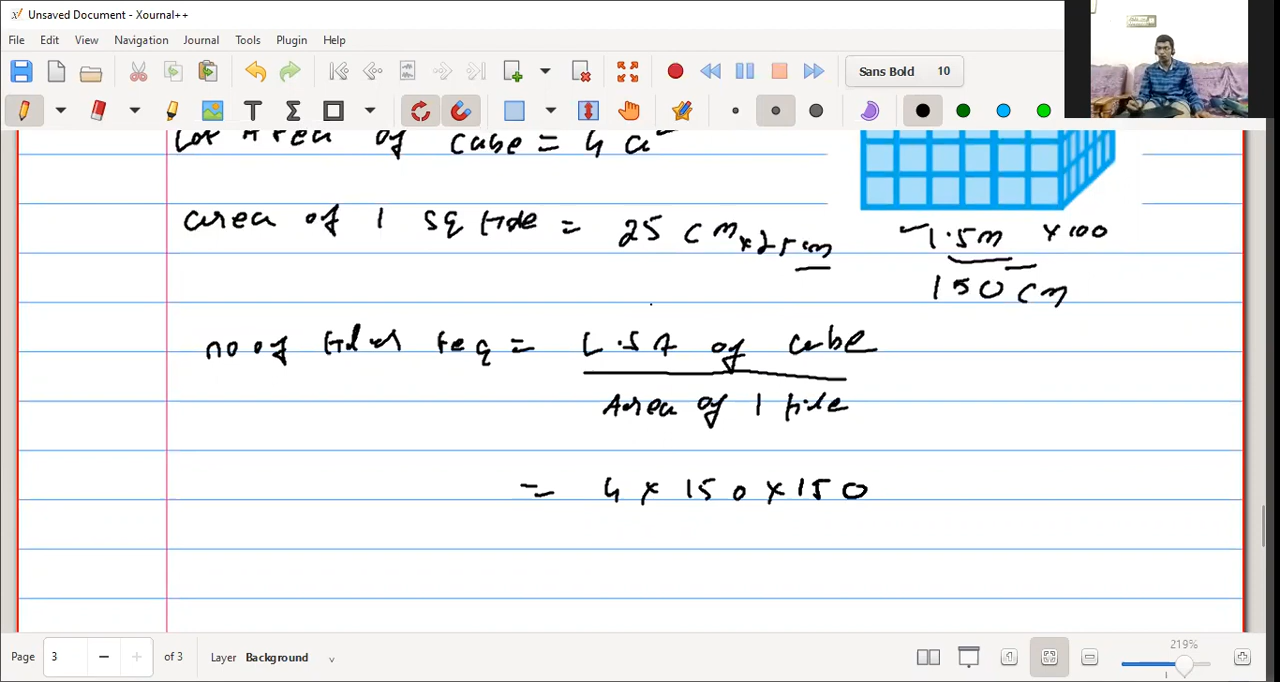 Unsaved Document - Xournal++
File Edit View Navigation Journal Tools Plugin Help
Sans Bold 10
Area of cube = 4 a²
area of 1 sq tile = 25 cm x 25 cm
1.5m x 100
150 cm
no of tiles req = L.S.A of cube
Area of 1 tile
= 4 x 150 x 150
Page 3 of 3 Layer Background 219%